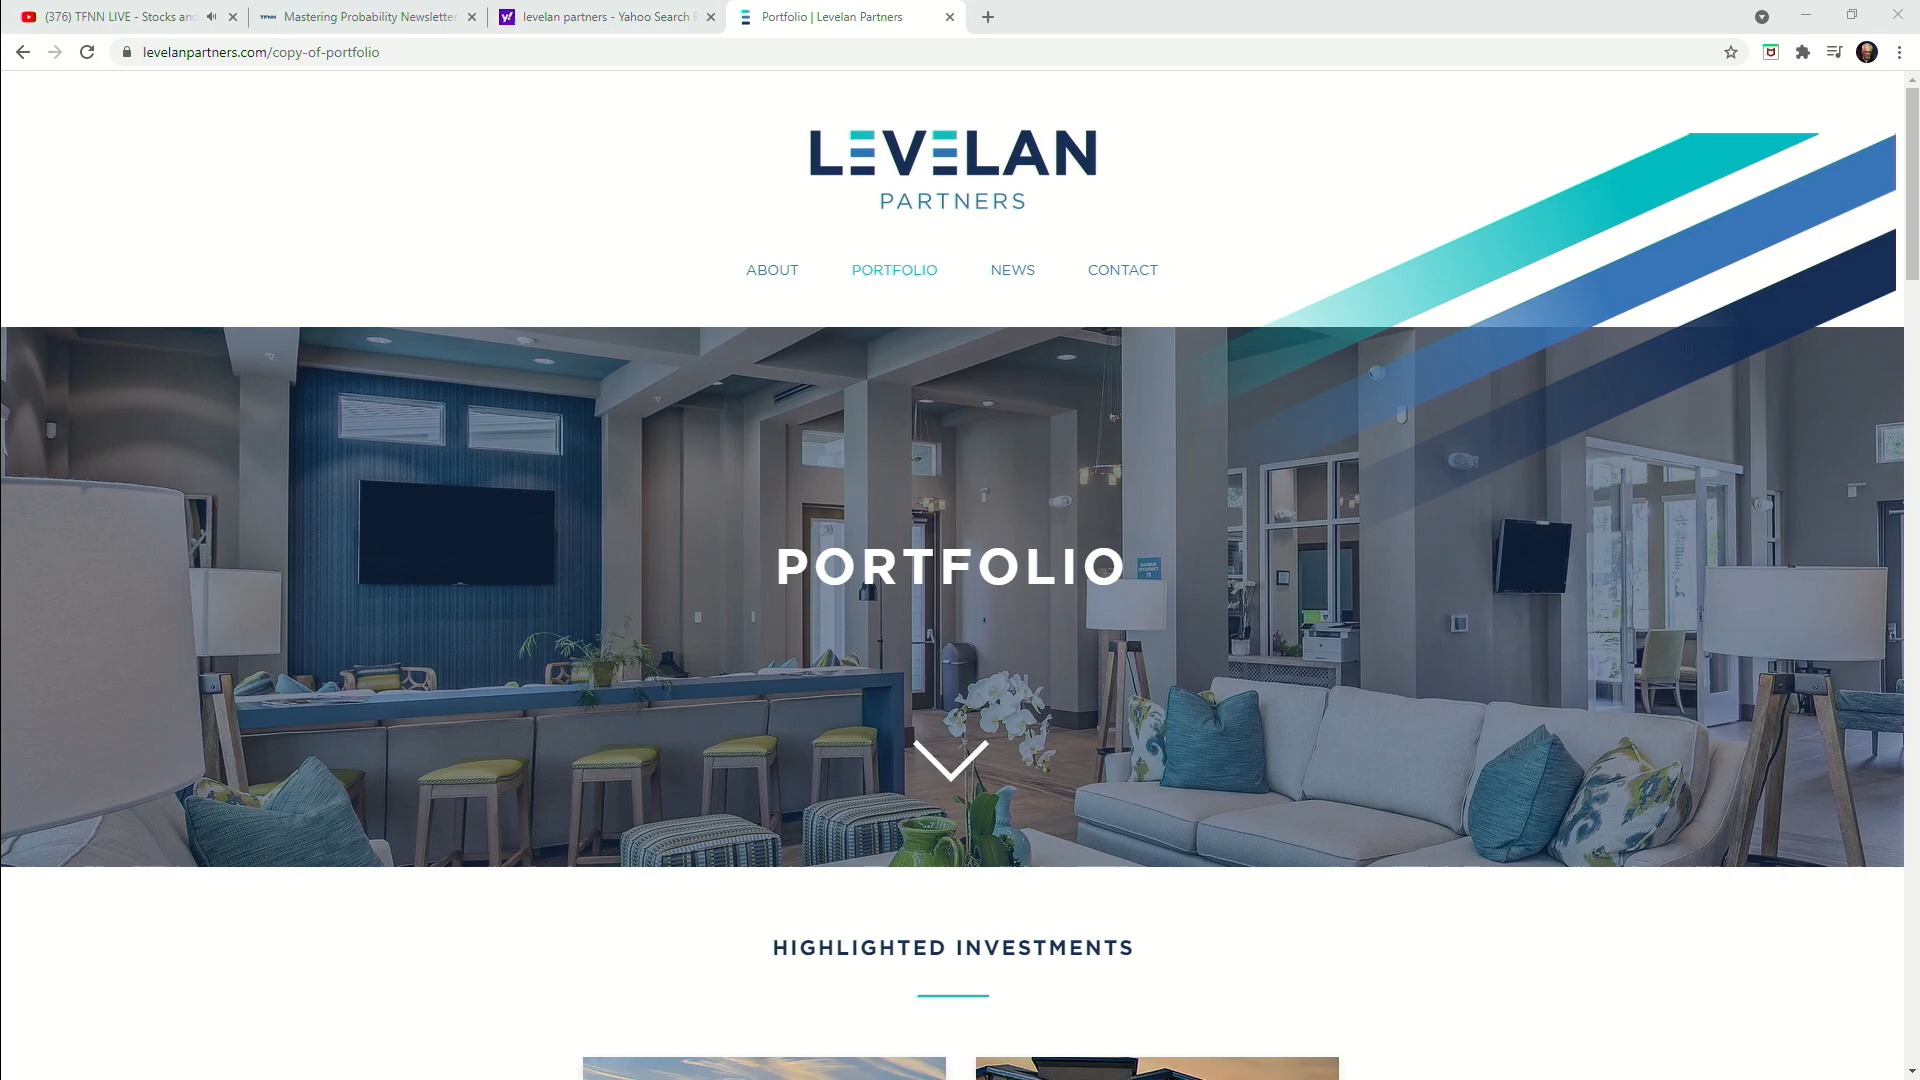 (376) TFNN LIVE - Stocks and
TFNN Mastering Probability Newsletter
y! levelan partners - Yahoo Search
Portfolio | Levelan Partners
levelanpartners.com/copy-of-portfolio
LEVELAN
PARTNERS
ABOUT PORTFOLIO NEWS CONTACT
PORTFOLIO
HIGHLIGHTED INVESTMENTS